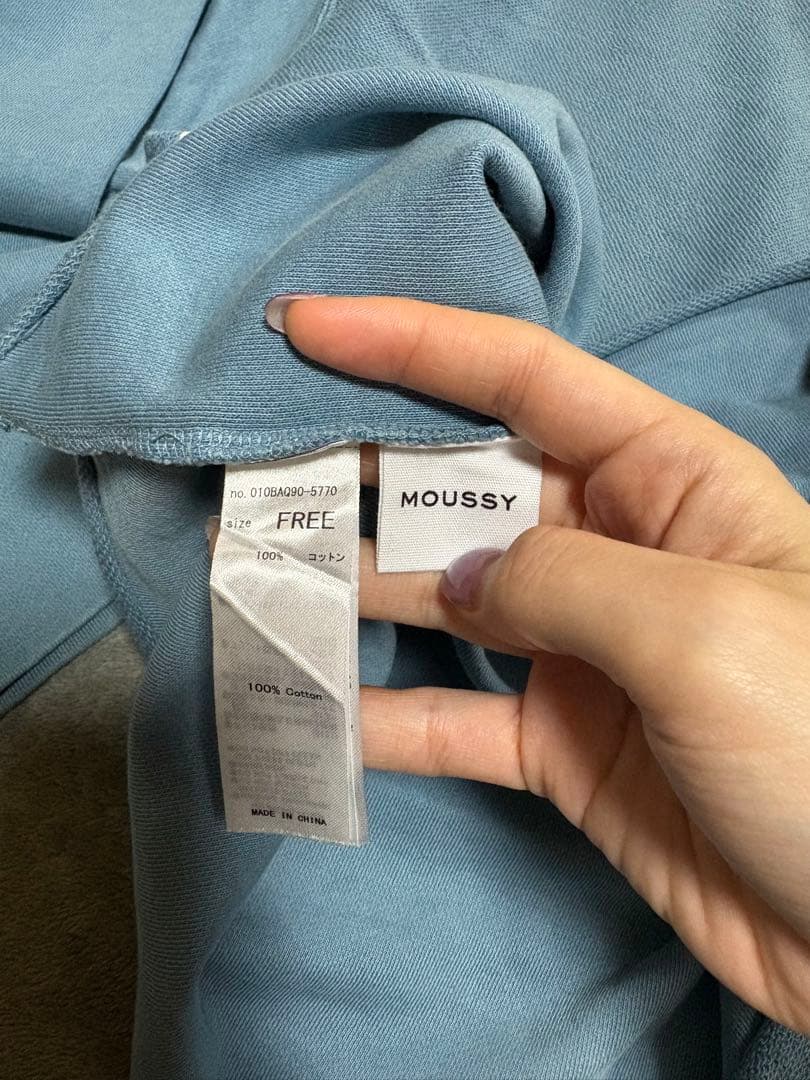 no. 010BAQ90-5770
size FREE
100% コットン
100% Cotton
MADE IN CHINA
MOUSSY